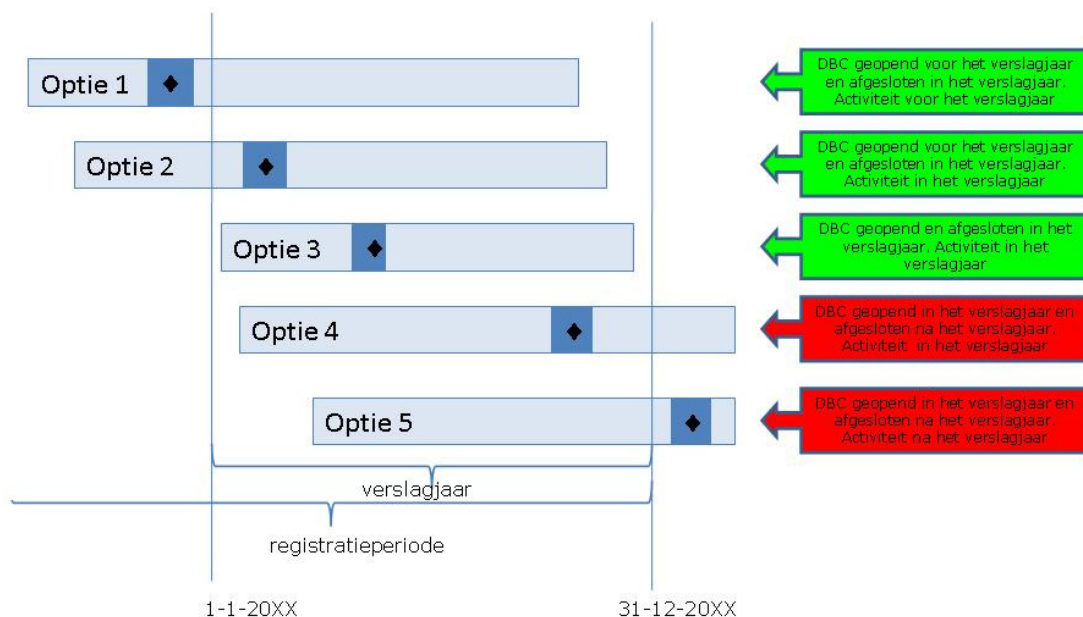 Optie 1
DBC geopend voor het verslagjaar
en afgesloten in het verslagjaar.
Activiteit voor het verslagjaar
Optie 2
DBC geopend voor het verslagjaar
en afgesloten in het verslagjaar.
Activiteit in het verslagjaar
Optie 3
DBC geopend en afgesloten in het
verslagjaar. Activiteit in het
verslagjaar
Optie 4
DBC geopend in het verslagjaar en
afgesloten na het verslagjaar.
Activiteit in het verslagjaar
Optie 5
DBC geopend in het verslagjaar en
afgesloten na het verslagjaar.
Activiteit na het verslagjaar
verslagjaar
registratieperiode
1-1-20XX
31-12-20XX